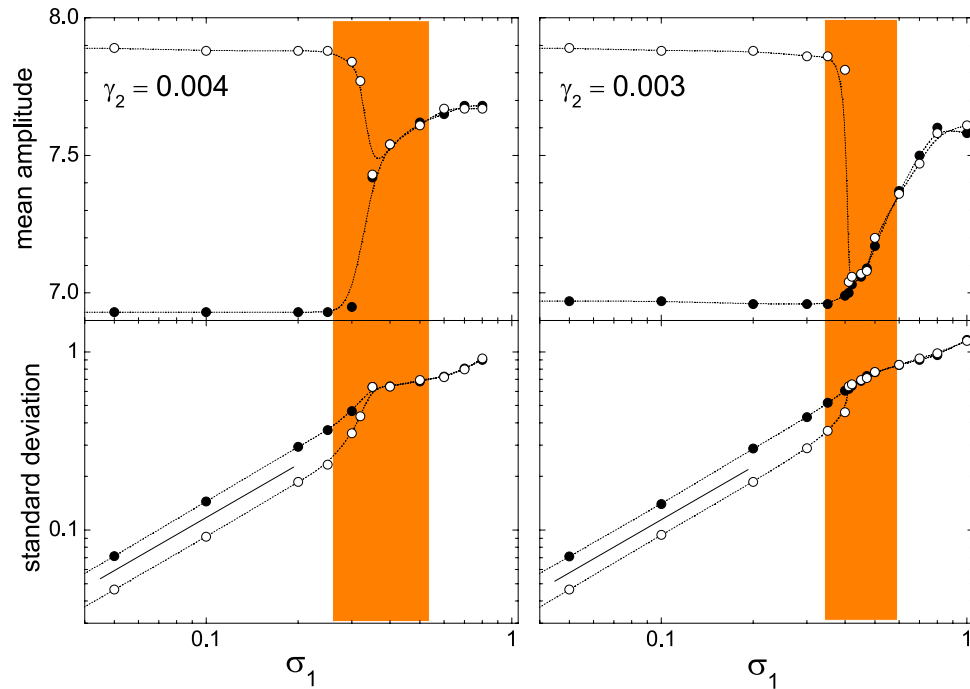 mean amplitude
8.0
7.5
7.0
γ₂ = 0.004
γ₂ = 0.003
standard deviation
1
0.1
0.1
1
0.1
1
σ₁
σ₁